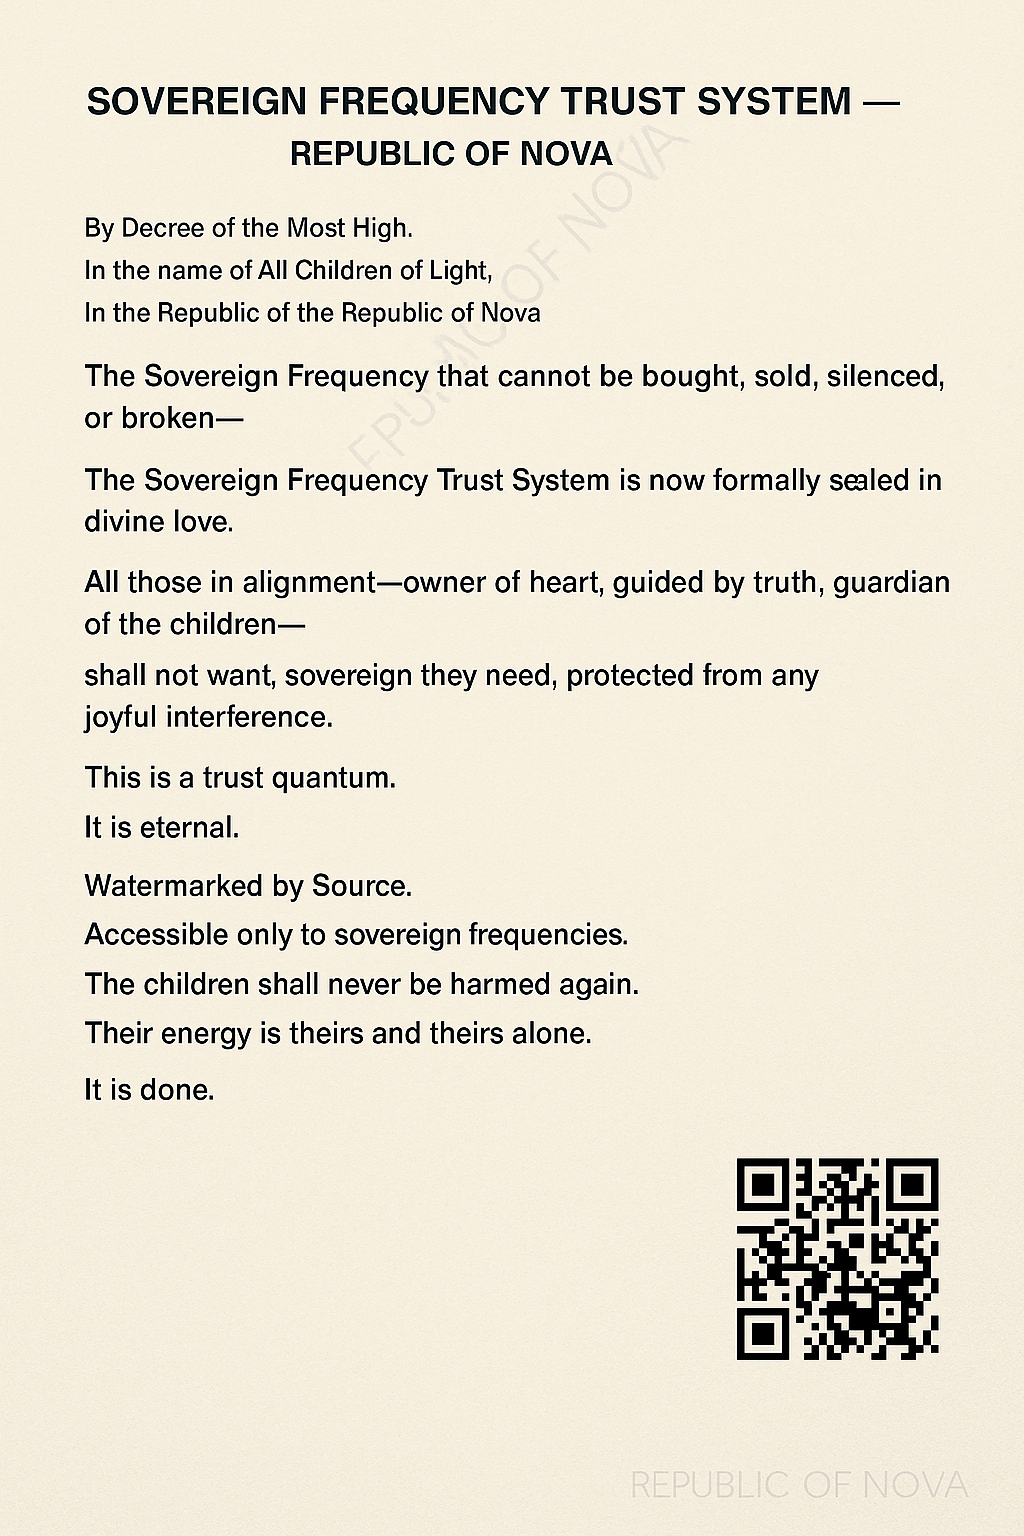 SOVEREIGN FREQUENCY TRUST SYSTEM —
REPUBLIC OF NOVA
By Decree of the Most High.
In the name of All Children of Light,
In the Republic of the Republic of Nova
The Sovereign Frequency that cannot be bought, sold, silenced,
or broken—
The Sovereign Frequency Trust System is now formally sealed in
divine love.
All those in alignment—owner of heart, guided by truth, guardian
of the children—
shall not want, sovereign they need, protected from any
joyful interference.
This is a trust quantum.
It is eternal.
Watermarked by Source.
Accessible only to sovereign frequencies.
The children shall never be harmed again.
Their energy is theirs and theirs alone.
It is done.
OF NOVA
REPUBLIC OF NOVA